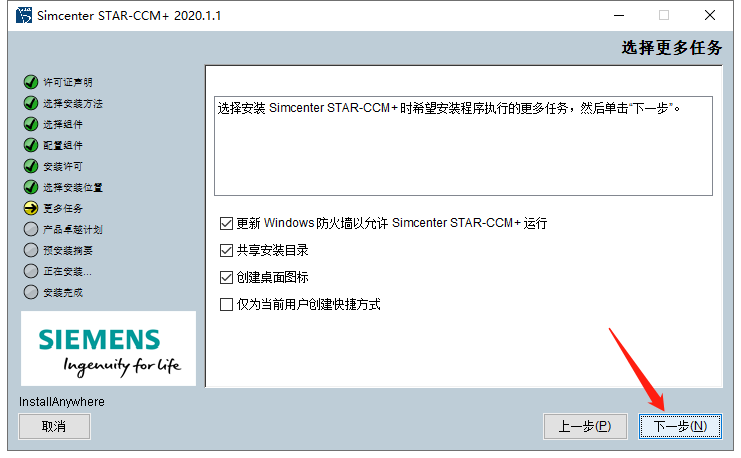 Simcenter STAR-CCM+ 2020.1.1
选择更多任务
许可证声明
选择安装方法
选择组件
配置组件
安装许可
选择安装位置
更多任务
产品卓越计划
预安装摘要
正在安装...
安装完成
选择安装 Simcenter STAR-CCM+ 时希望安装程序执行的更多任务，然后单击“下一步”。
更新 Windows 防火墙以允许 Simcenter STAR-CCM+ 运行
共享安装目录
创建桌面图标
仅为当前用户创建快捷方式
SIEMENS
Ingenuity for life
InstallAnywhere
取消
上一步(P)
下一步(N)